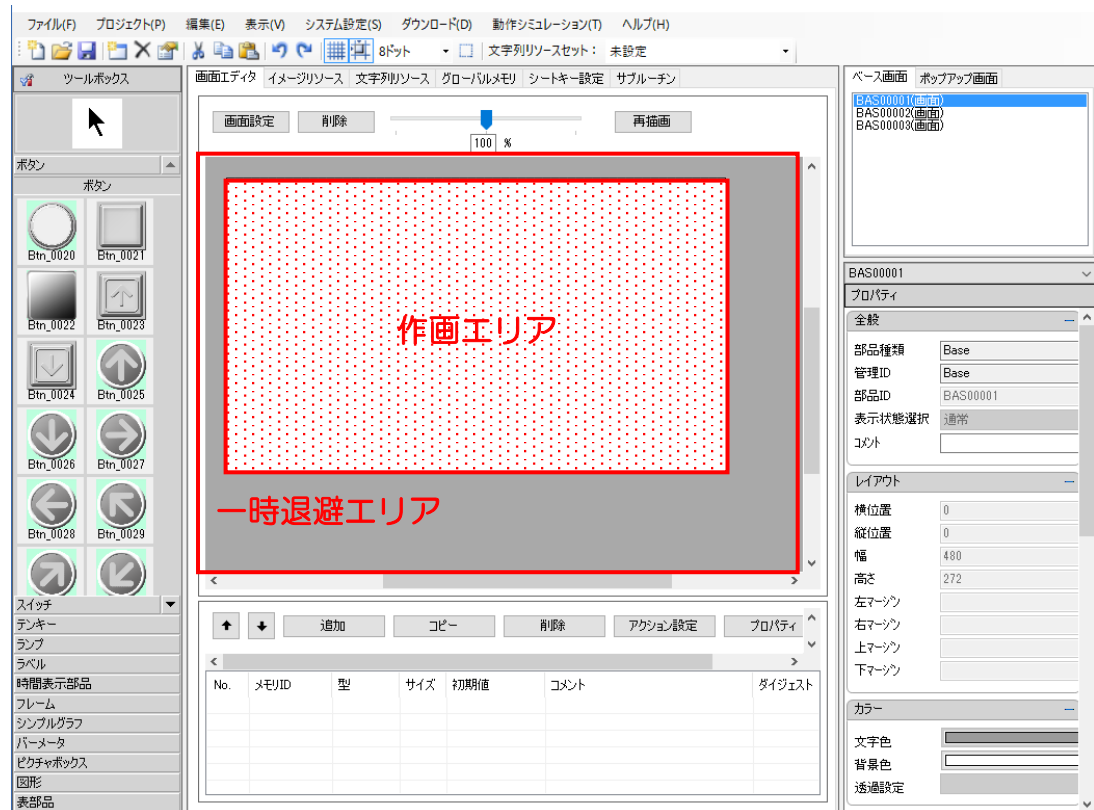 ファイル(F) プロジェクト(P) 編集(E) 表示(V) システム設定(S) ダウンロード(D) 動作シミュレーション(T) ヘルプ(H)
8ドット 文字列リソースセット： 未設定
ツールボックス
ボタン
ボタン
Btn_0020 Btn_0021
Btn_0022 Btn_0023
Btn_0024 Btn_0025
Btn_0026 Btn_0027
Btn_0028 Btn_0029
スイッチ
テンキー
ランプ
ラベル
時間表示部品
フレーム
シンプルグラフ
バーメータ
ピクチャボックス
図形
表部品
画面エディタ イメージリソース 文字列リソース グローバルメモリ シートキー設定 サブルーチン
画面設定 削除 100 % 再描画
作画エリア
一時退避エリア
追加 コピー 削除 アクション設定 プロパティ
No. メモリID 型 サイズ 初期値 コメント ダイジェスト
ベース画面 ポップアップ画面
BAS00001(画面)
BAS00002(画面)
BAS00003(画面)
BAS00001
プロパティ
全般
部品種類 Base
管理ID Base
部品ID BAS00001
表示状態選択 通常
コメント
レイアウト
横位置 0
縦位置 0
幅 480
高さ 272
左マージン
右マージン
上マージン
下マージン
カラー
文字色
背景色
透過設定